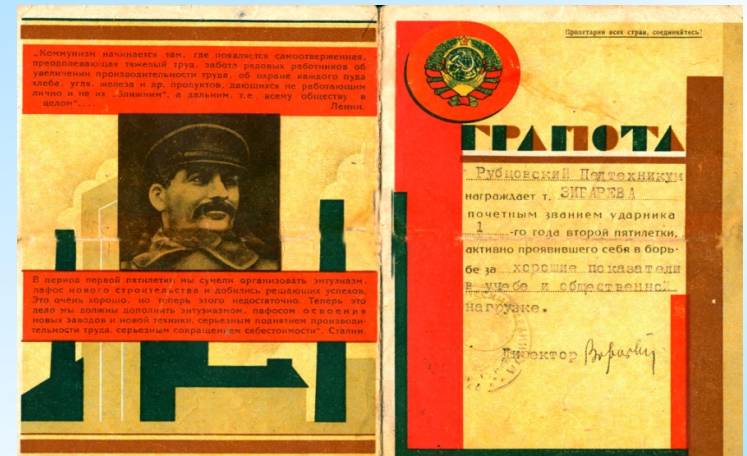 „Коммунизм начинается там, где появляется самоотверженная,
преодолевающая тяжелый труд, забота рядовых работников об
увеличении производительности труда, об охране каждого пуда
хлеба, угля, железа и др. продуктов, дающихся не работающим
лично и не их „ближним“, а дальним, т.е. всему обществу в
целом“....
Ленин.
В период первой пятилетки мы сумели организовать энтузиазм,
пафос нового строительства и добились решающих успехов.
Это очень хорошо, но теперь этого недостаточно. Теперь это
дело мы должны дополнить энтузиазмом, пафосом освоения
новых заводов и новой техники, серьезным поднятием производи-
тельности труда, серьезным сокращением себестоимости“. Сталин.
Пролетарии всех стран, соединяйтесь!
ГРАМОТА
Рубцовский Педтехникум
награждает т. ЗИГАРЕВА
почетным званием ударника
1 -го года второй пятилетки,
активно проявившего себя в борь-
бе за хорошие показатели
в учебе и общественной
нагрузке.
Директор